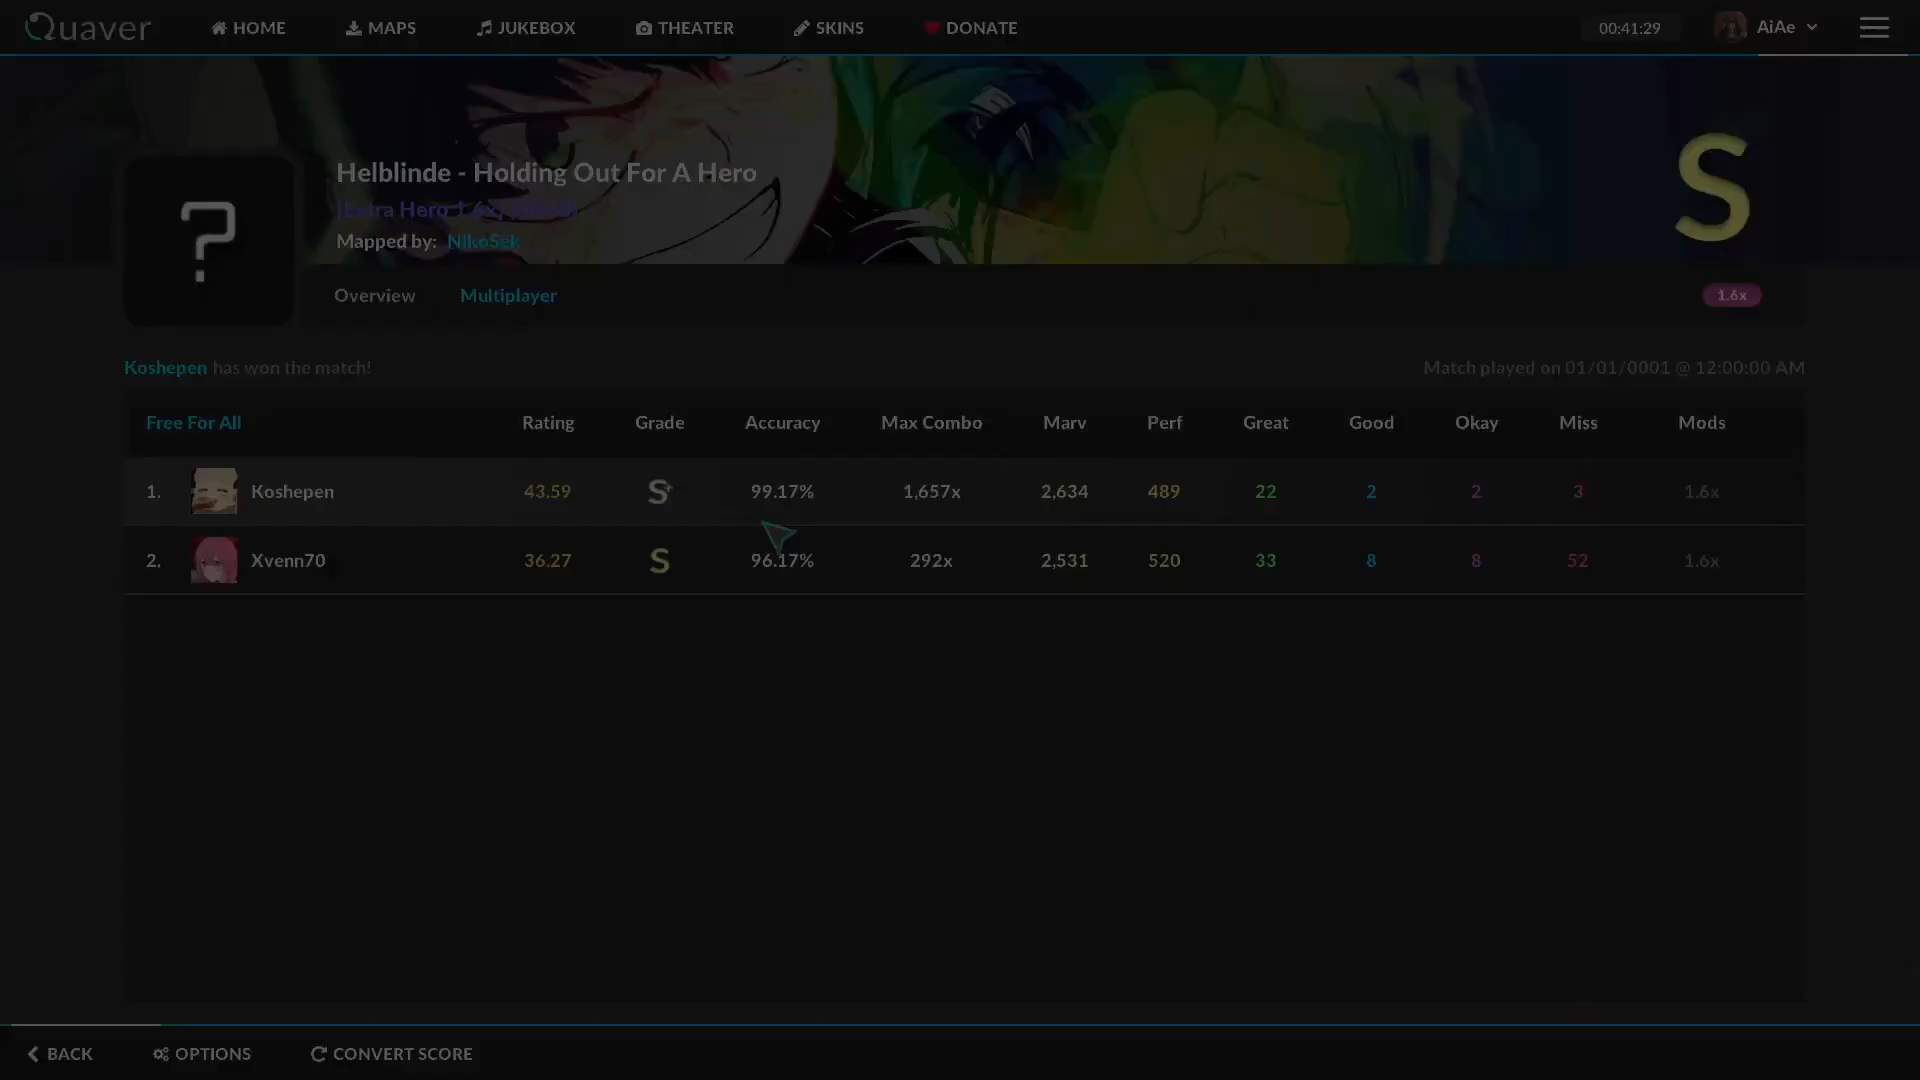 Quaver HOME MAPS JUKEBOX THEATER SKINS DONATE 00:41:29 AiAe
S
?
Helblinde - Holding Out For A Hero
[Extra Hero 1.6x]
Mapped by: NikoSek
Overview Multiplayer 1.6x
Koshepen has won the match! Match played on 01/01/0001 @ 12:00:00 AM
Free For All Rating Grade Accuracy Max Combo Marv Perf Great Good Okay Miss Mods
1. Koshepen 43.59 S+ 99.17% 1,657x 2,634 489 22 2 2 3 1.6x
2. Xvenn70 36.27 S 96.17% 292x 2,531 520 33 8 8 52 1.6x
BACK OPTIONS CONVERT SCORE